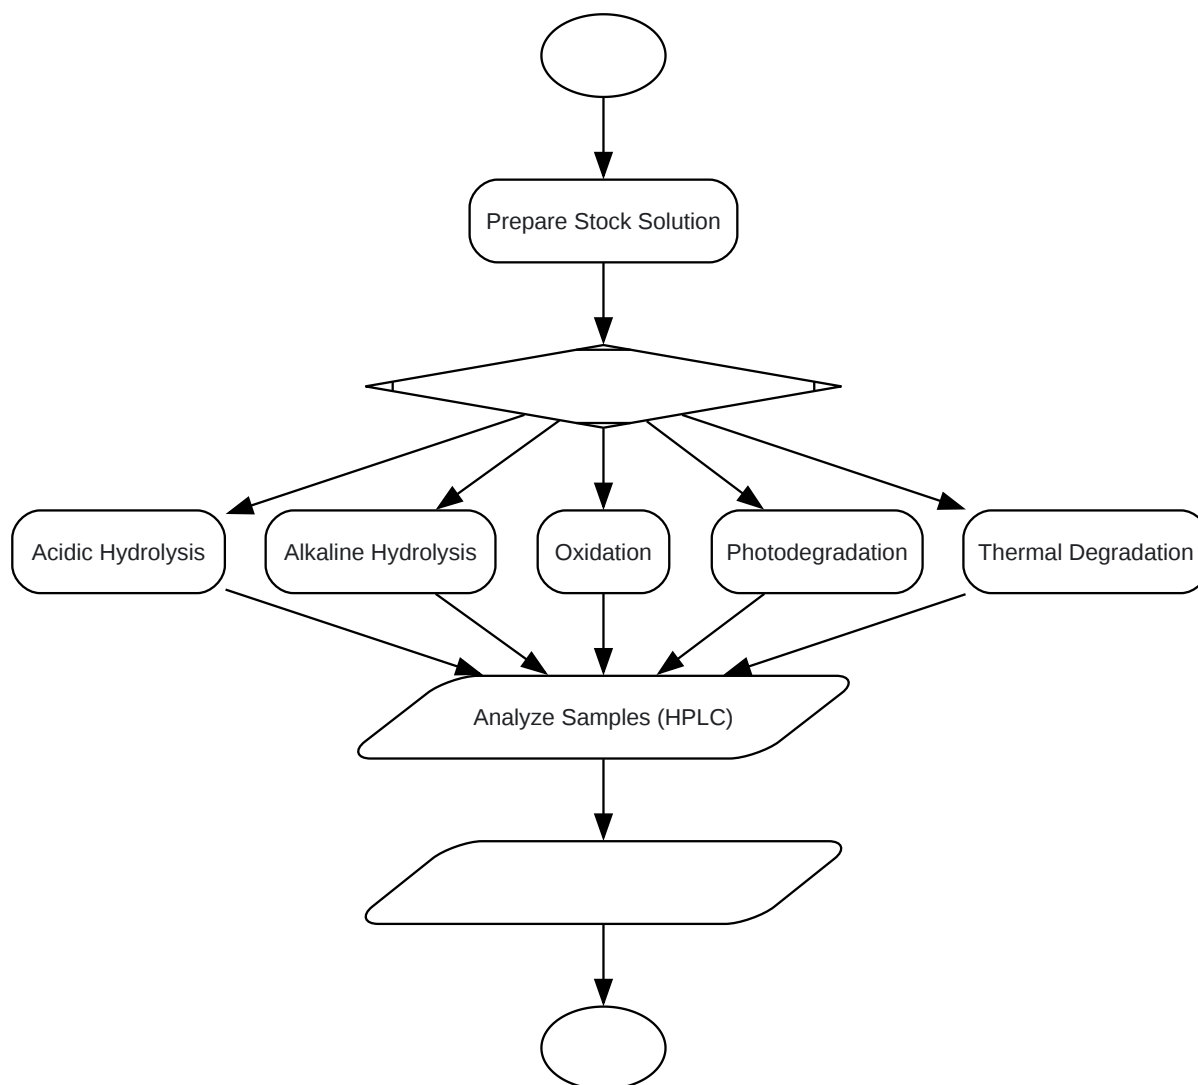 Prepare Stock Solution
Acidic Hydrolysis
Alkaline Hydrolysis
Oxidation
Photodegradation
Thermal Degradation
Analyze Samples (HPLC)